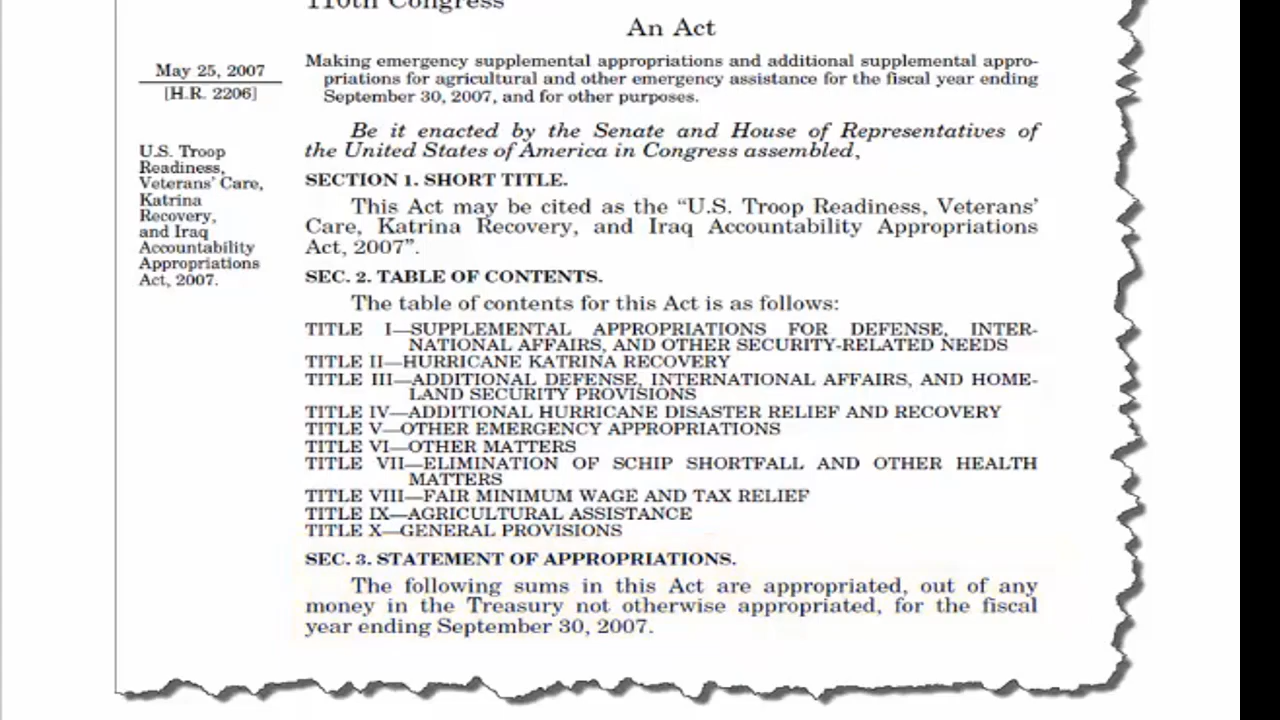 110th Congress
An Act
May 25, 2007
[H.R. 2206]
Making emergency supplemental appropriations and additional supplemental appro-
priations for agricultural and other emergency assistance for the fiscal year ending
September 30, 2007, and for other purposes.
Be it enacted by the Senate and House of Representatives of
the United States of America in Congress assembled,
U.S. Troop
Readiness,
Veterans' Care,
Katrina
Recovery,
and Iraq
Accountability
Appropriations
Act, 2007.
SECTION 1. SHORT TITLE.
This Act may be cited as the “U.S. Troop Readiness, Veterans'
Care, Katrina Recovery, and Iraq Accountability Appropriations
Act, 2007”.
SEC. 2. TABLE OF CONTENTS.
The table of contents for this Act is as follows:
TITLE I—SUPPLEMENTAL APPROPRIATIONS FOR DEFENSE, INTER-
NATIONAL AFFAIRS, AND OTHER SECURITY-RELATED NEEDS
TITLE II—HURRICANE KATRINA RECOVERY
TITLE III—ADDITIONAL DEFENSE, INTERNATIONAL AFFAIRS, AND HOME-
LAND SECURITY PROVISIONS
TITLE IV—ADDITIONAL HURRICANE DISASTER RELIEF AND RECOVERY
TITLE V—OTHER EMERGENCY APPROPRIATIONS
TITLE VI—OTHER MATTERS
TITLE VII—ELIMINATION OF SCHIP SHORTFALL AND OTHER HEALTH
MATTERS
TITLE VIII—FAIR MINIMUM WAGE AND TAX RELIEF
TITLE IX—AGRICULTURAL ASSISTANCE
TITLE X—GENERAL PROVISIONS
SEC. 3. STATEMENT OF APPROPRIATIONS.
The following sums in this Act are appropriated, out of any
money in the Treasury not otherwise appropriated, for the fiscal
year ending September 30, 2007.